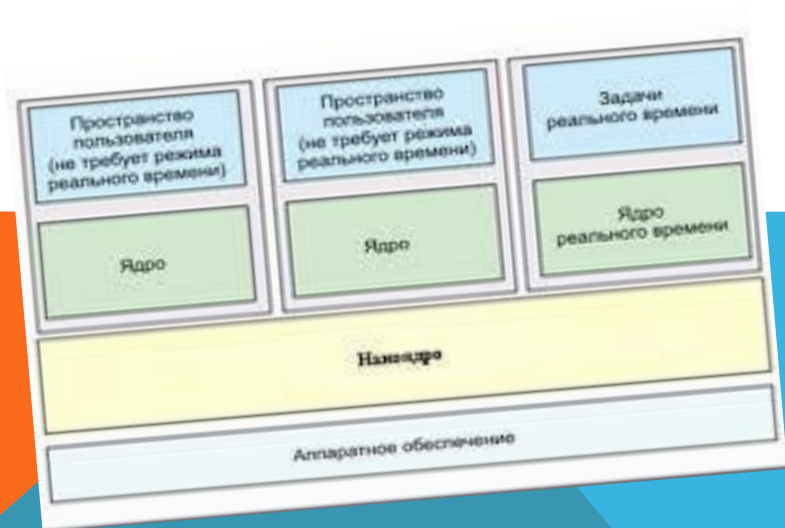 Пространство
пользователя
(не требует режима
реального времени)
Ядро
Пространство
пользователя
(не требует режима
реального времени)
Ядро
Задачи
реального времени
Ядро
реального времени
Наноядро
Аппаратное обеспечение